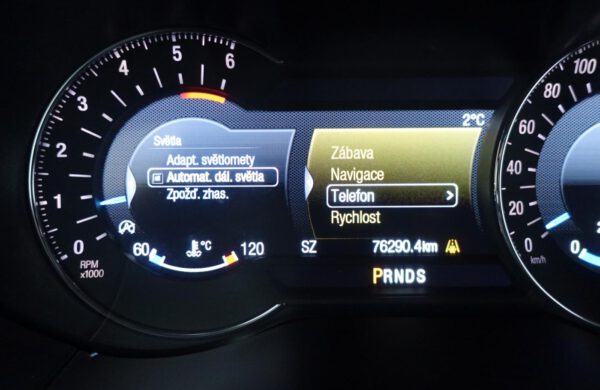 5
6
4
3
2
1
0
RPM
x1000
Světla
Adapt. světlomety
Automat. dál. světla
Zpožď. zhas.
60 °C 120
2°C
Zábava
Navigace
Telefon >
Rychlost
SZ 76290.4km
PRNDS
100
80
60
40
20
0
km/h
0